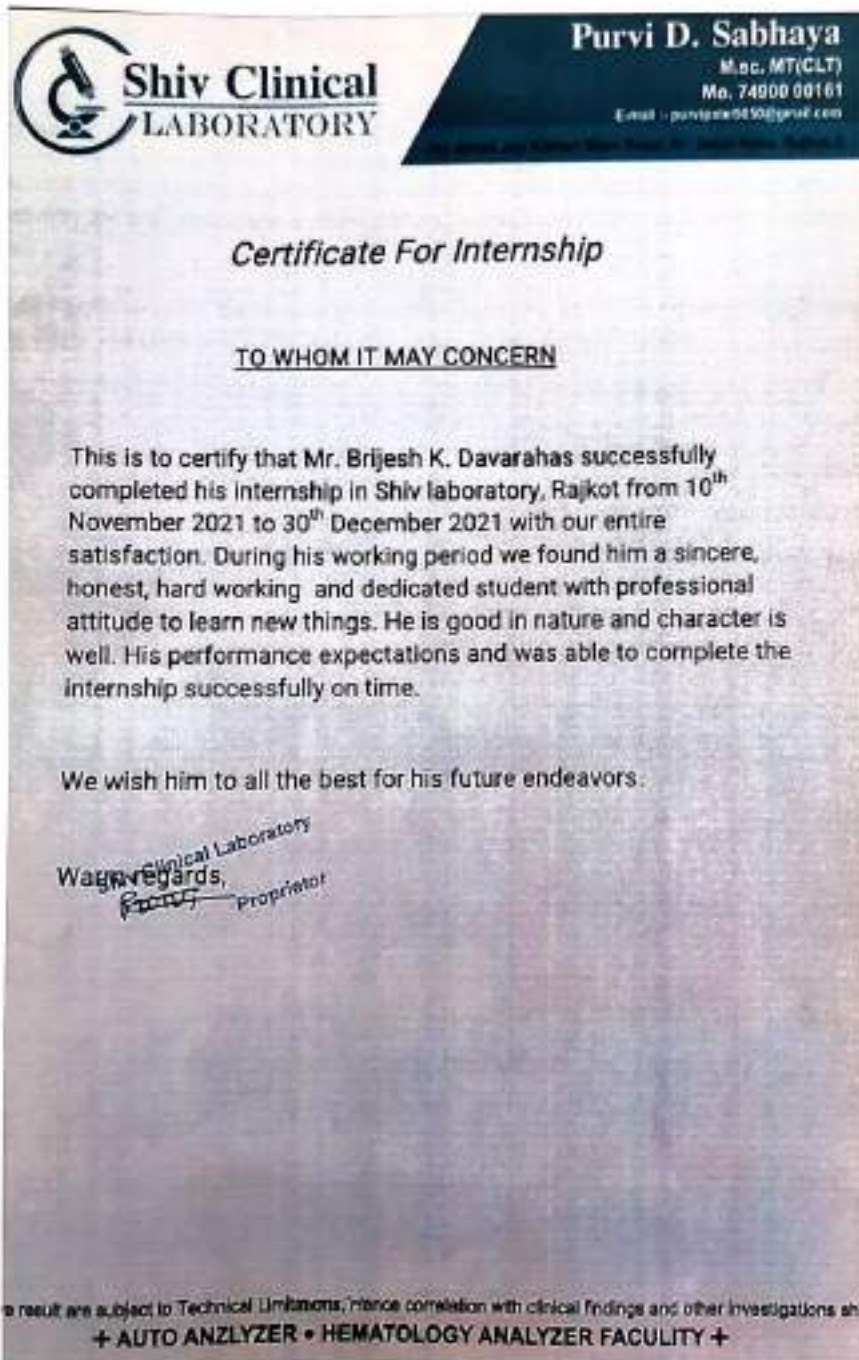 Shiv Clinical
LABORATORY
Purvi D. Sabhaya
M.sc. MT(CLT)
Mo. 74900 00161
Certificate For Internship
TO WHOM IT MAY CONCERN
This is to certify that Mr. Brijesh K. Davarahas successfully
completed his internship in Shiv laboratory, Rajkot from 10th
November 2021 to 30th December 2021 with our entire
satisfaction. During his working period we found him a sincere,
honest, hard working and dedicated student with professional
attitude to learn new things. He is good in nature and character is
well. His performance expectations and was able to complete the
internship successfully on time.
We wish him to all the best for his future endeavors.
Clinical Laboratory
Warm regards,
Proprietor
result are subject to Technical Limitations, Hence correlation with clinical findings and other investigations
+ AUTO ANZLYZER • HEMATOLOGY ANALYZER FACULITY +